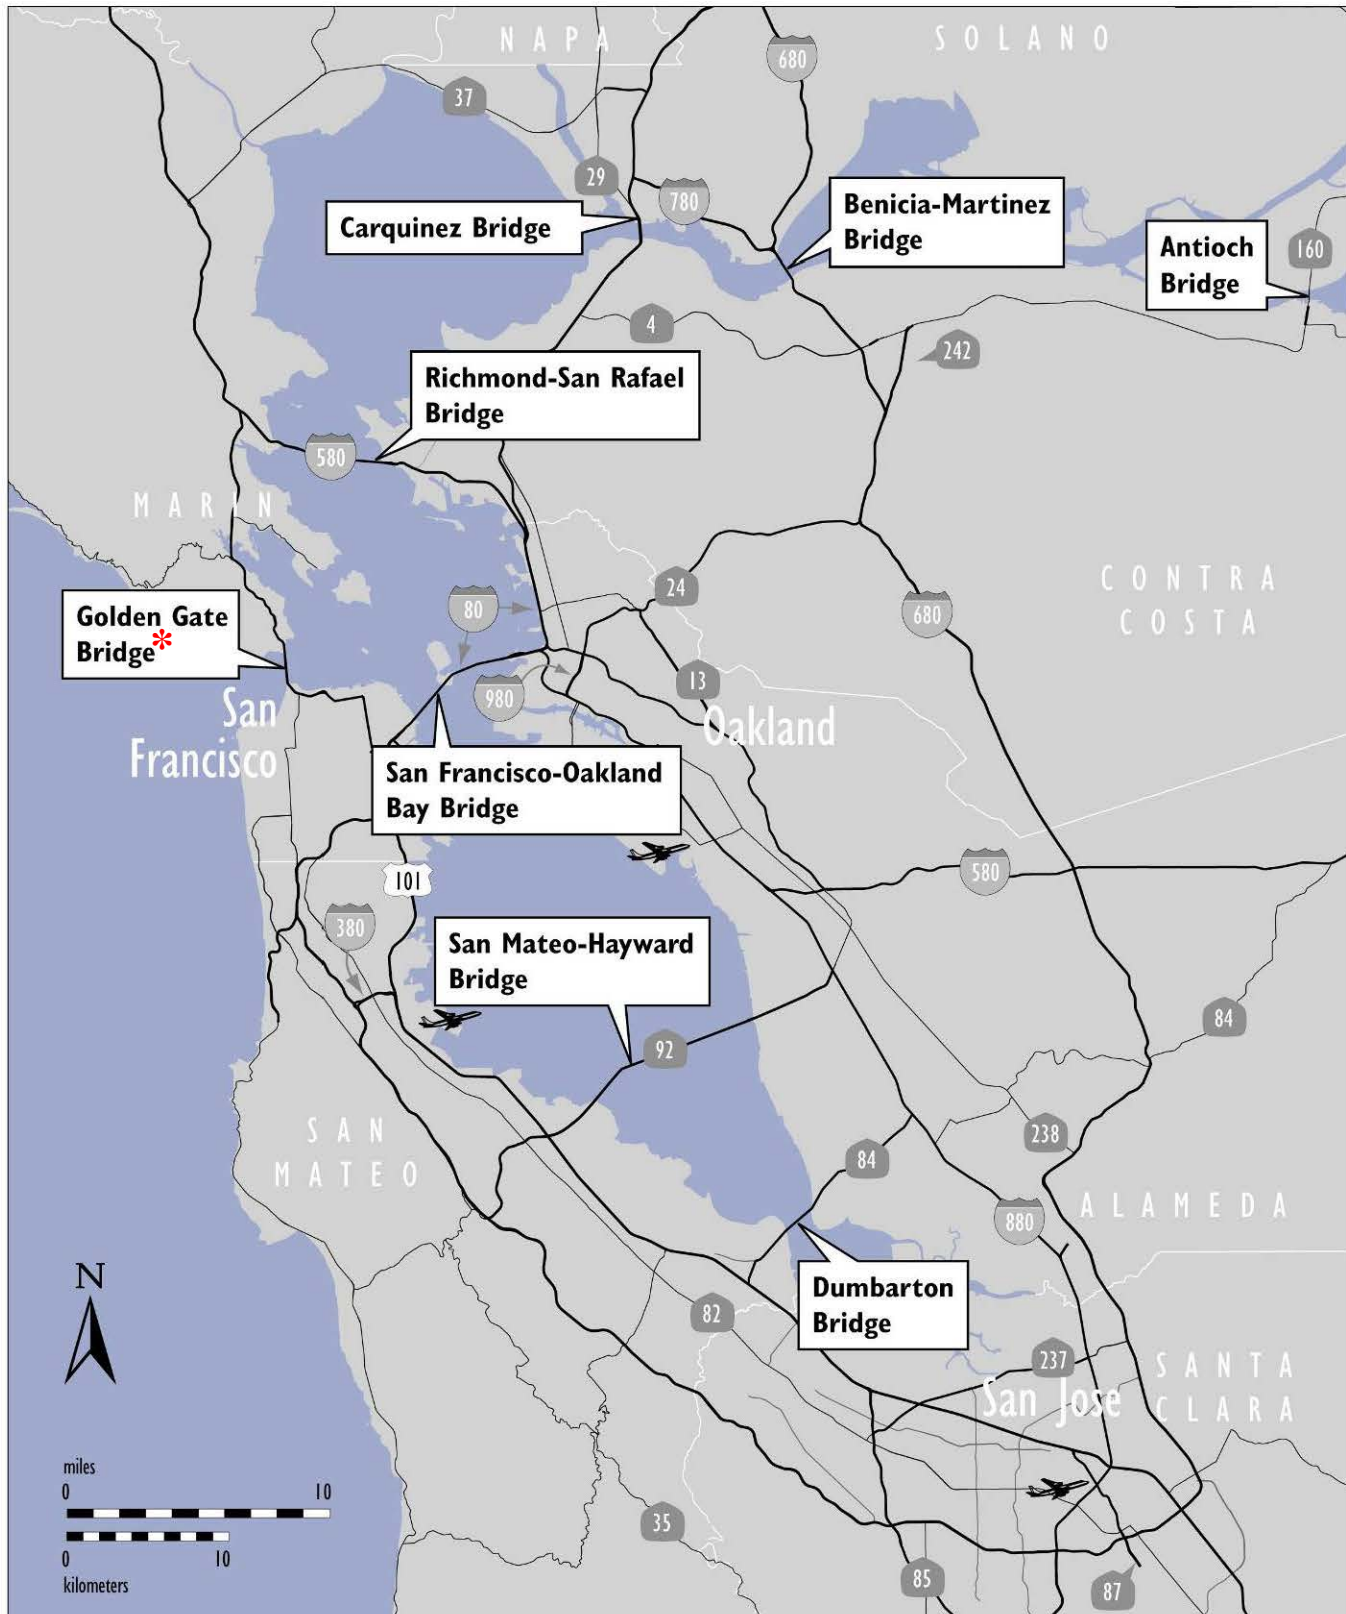 NAPA
SOLANO
680
37
29
780
Carquinez Bridge
Benicia-Martinez
Bridge
Antioch
Bridge
160
4
242
Richmond-San Rafael
Bridge
580
MARIN
80
24
680
CONTRA
COSTA
Golden Gate
Bridge*
980
13
San
Francisco
Oakland
San Francisco-Oakland
Bay Bridge
101
580
380
San Mateo-Hayward
Bridge
92
84
SAN
MATEO
238
84
880
ALAMEDA
N
Dumbarton
Bridge
82
237
San Jose
SANTA
CLARA
miles
0 10
0 10
kilometers
35
85
87